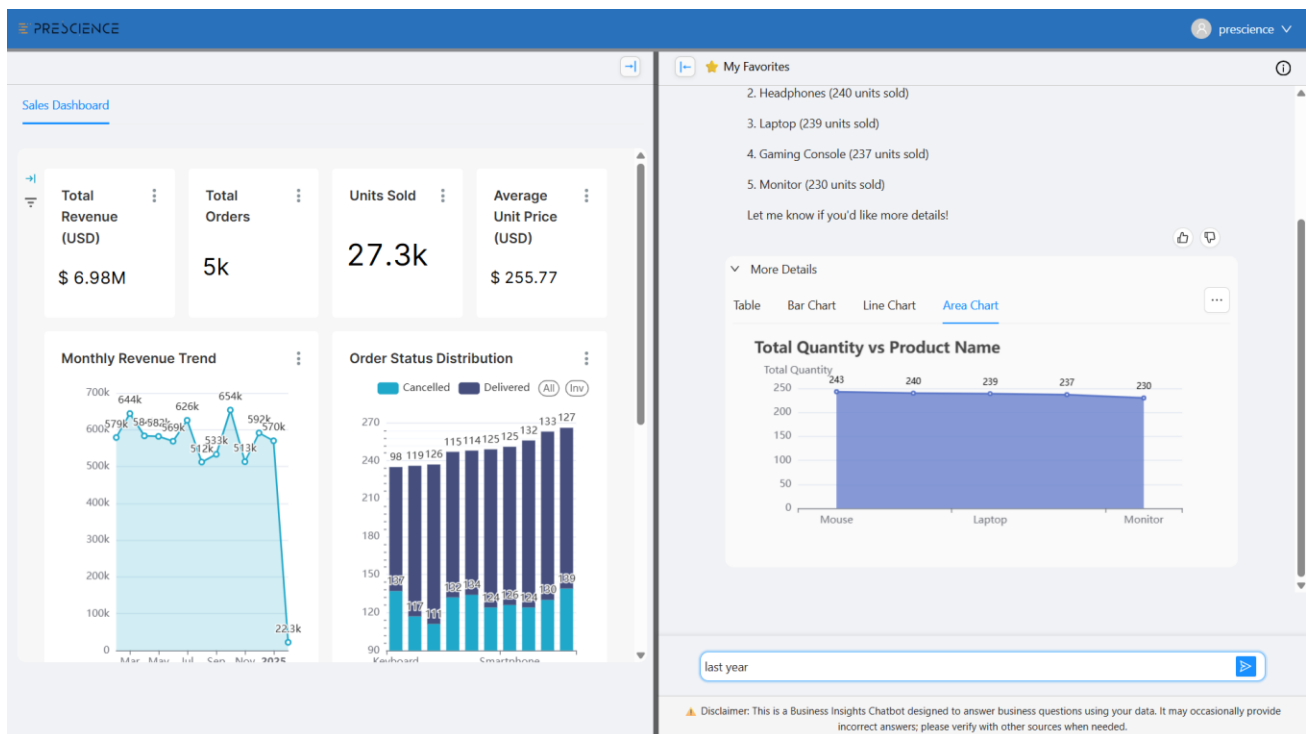 PRESCIENCE
prescience
My Favorites
Sales Dashboard
Total Revenue (USD)
$ 6.98M
Total Orders
5k
Units Sold
27.3k
Average Unit Price (USD)
$ 255.77
Monthly Revenue Trend
700k
600k
500k
400k
300k
200k
100k
0
579k
644k
582k
569k
626k
512k
533k
654k
513k
592k
570k
22.3k
Mar May Jul Sep Nov 2025
Order Status Distribution
Cancelled Delivered All Inv
270
240
210
180
150
120
90
98 119 126 115 114 125 125 132 133 127
137 117 111 132 134 124 126 124 130 139
Keyboard Smartphone
2. Headphones (240 units sold)
3. Laptop (239 units sold)
4. Gaming Console (237 units sold)
5. Monitor (230 units sold)
Let me know if you'd like more details!
More Details
Table Bar Chart Line Chart Area Chart
Total Quantity vs Product Name
Total Quantity
250
200
150
100
50
0
243 240 239 237 230
Mouse Laptop Monitor
last year
Disclaimer: This is a Business Insights Chatbot designed to answer business questions using your data. It may occasionally provide
incorrect answers; please verify with other sources when needed.